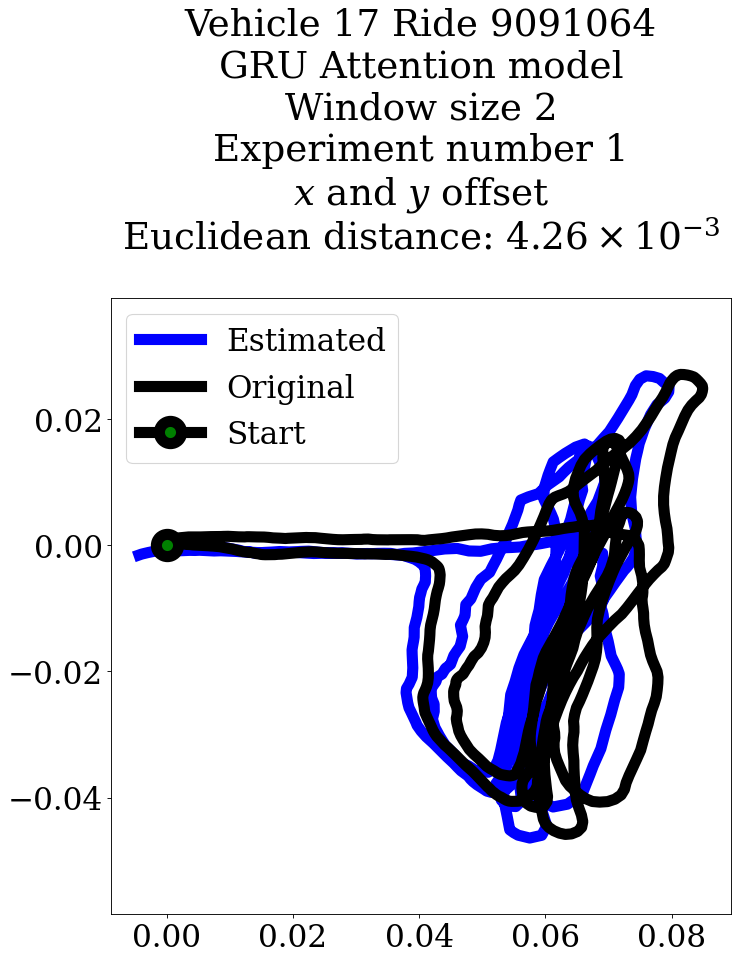 Vehicle 17 Ride 9091064
GRU Attention model
Window size 2
Experiment number 1
x and y offset
Euclidean distance: 4.26 × 10⁻³
Estimated
Original
Start
0.02
0.00
−0.02
−0.04
0.00 0.02 0.04 0.06 0.08